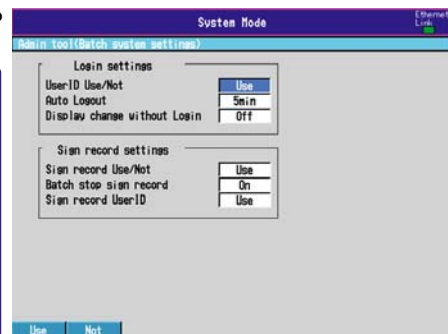 System Mode
Ethernet
Link
Admin tool(Batch system settings)
Login settings
UserID Use/Not Use
Auto Logout 5min
Display change without Login Off
Sign record settings
Sign record Use/Not Use
Batch stop sign record On
Sign record UserID Use
Use Not